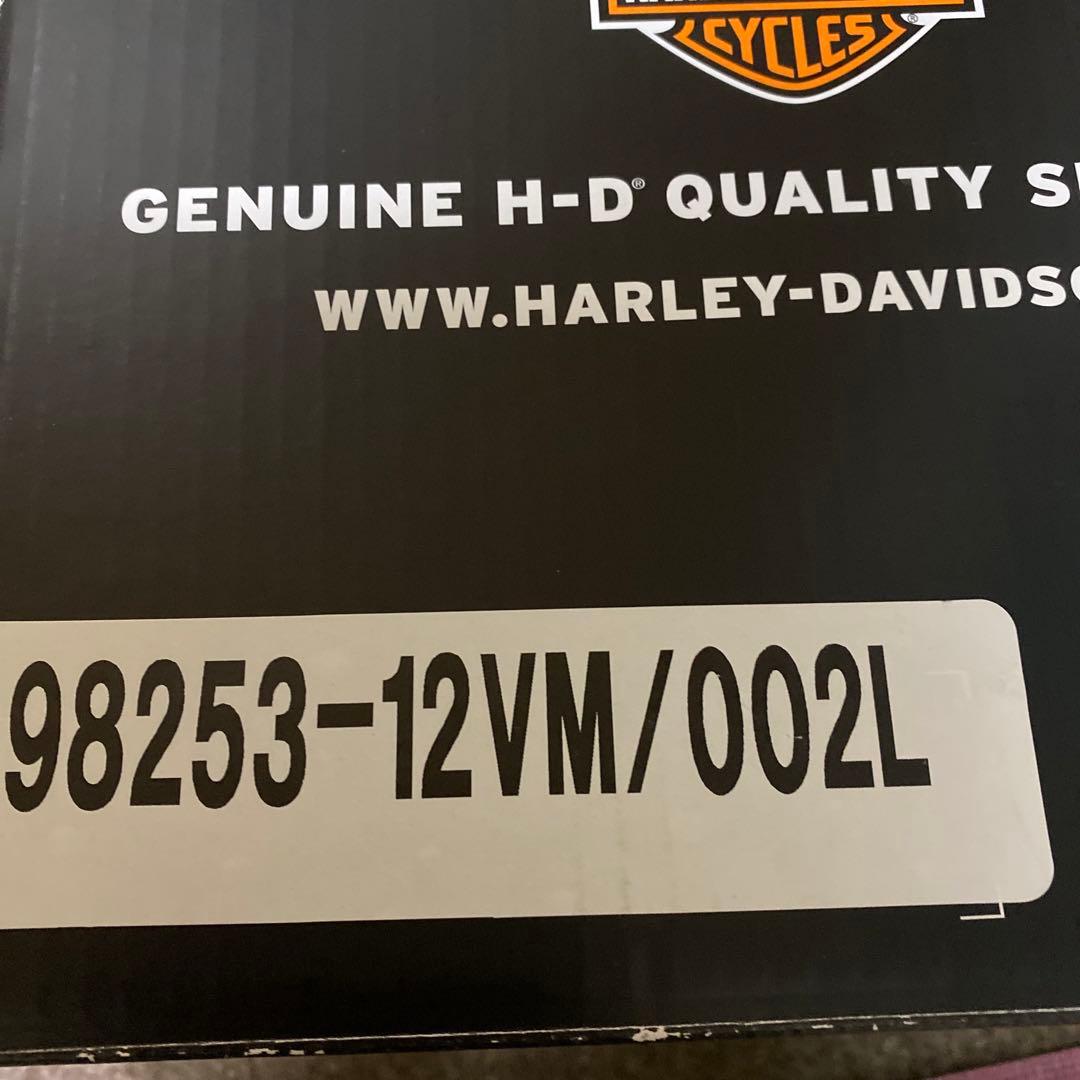 CYCLES®
GENUINE H-D® QUALITY
WWW.HARLEY-DAVIDS
98253-12VM/002L